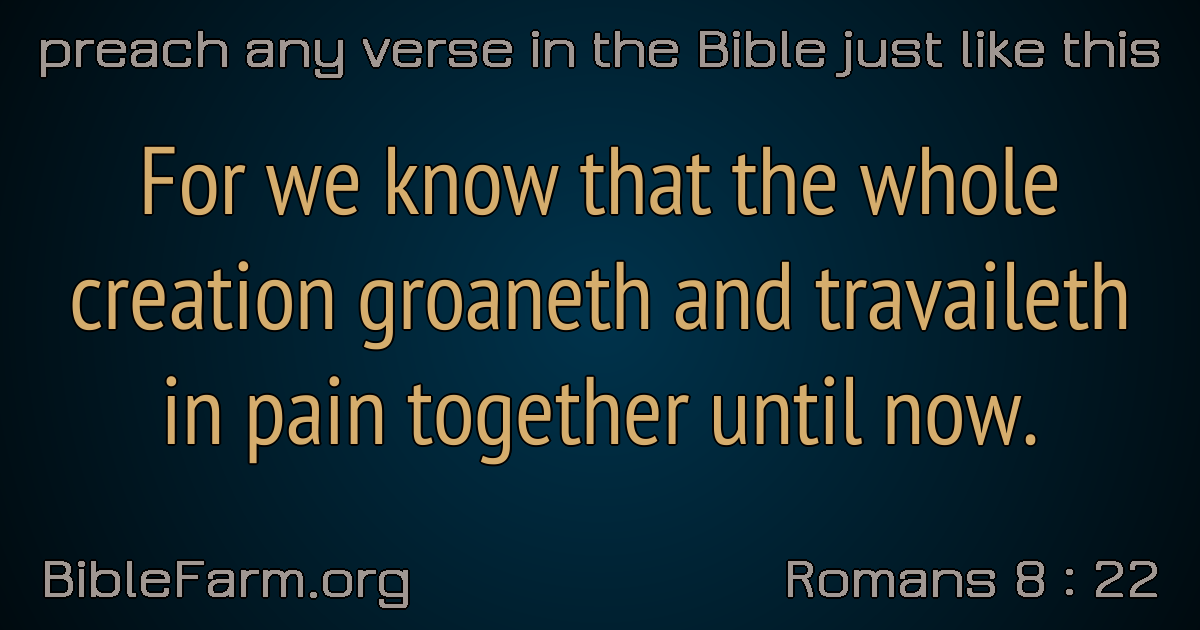 preach any verse in the Bible just like this
For we know that the whole
creation groaneth and travaileth
in pain together until now.
BibleFarm.org
Romans 8 : 22